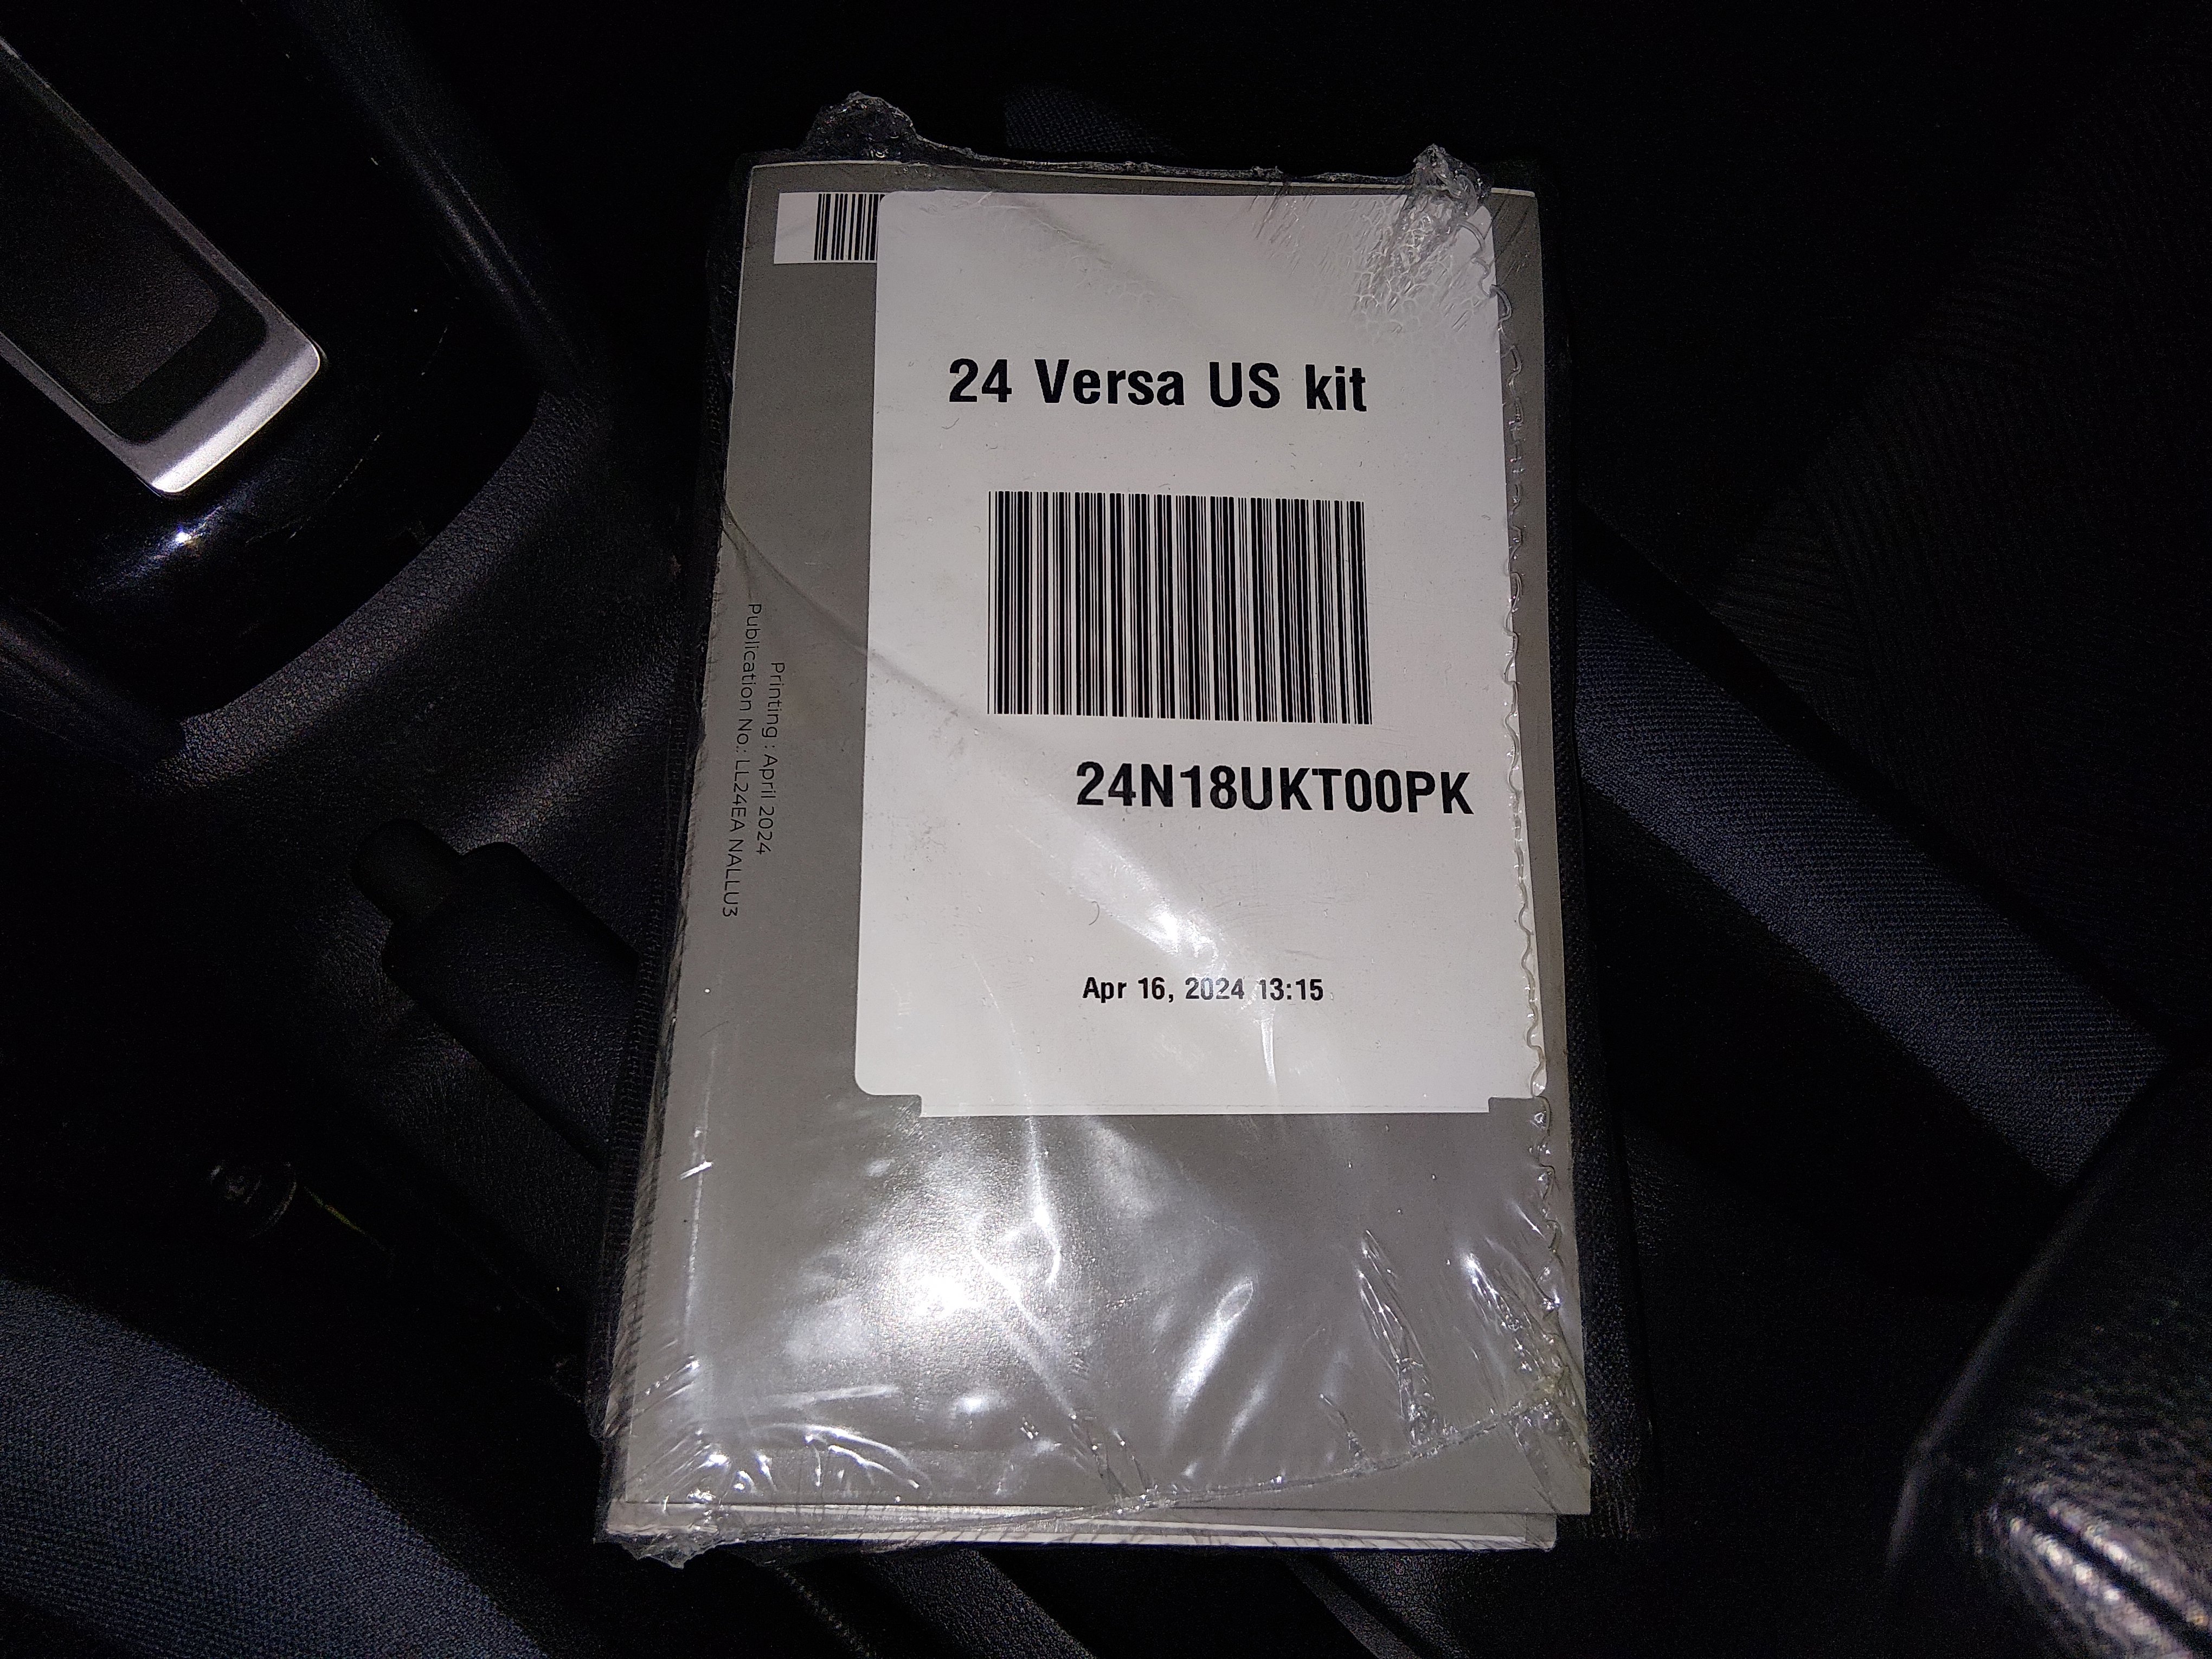 24 Versa US kit
24N18UKT00PK
Apr 16, 2024 13:15
Printing : April 2024
Publication No.: LL24EA NALLU3